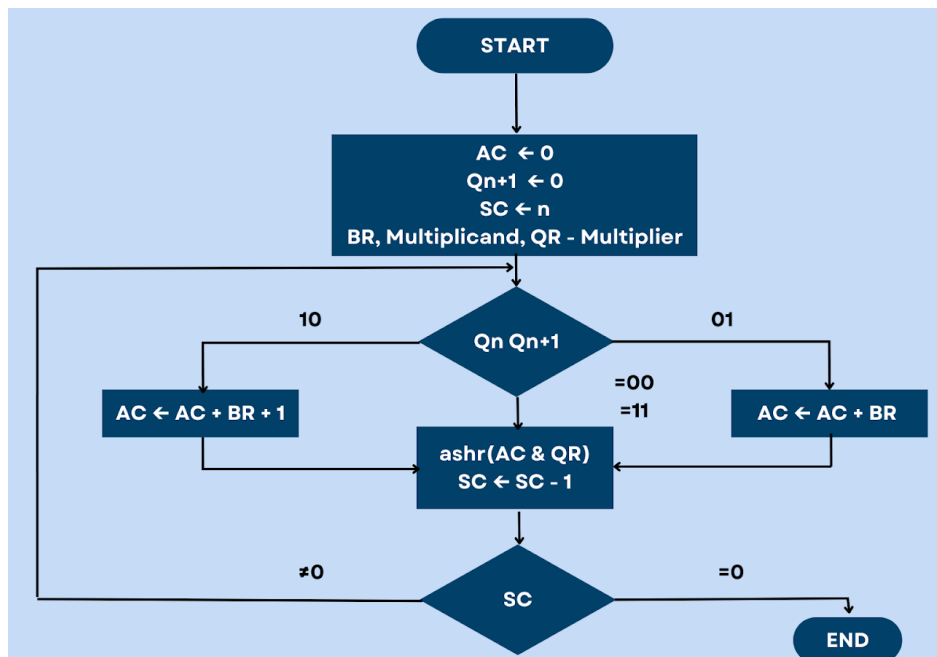 START
AC ← 0
Qn+1 ← 0
SC ← n
BR, Multiplicand, QR - Multiplier
10
Qn Qn+1
01
=00
=11
AC ← AC + BR + 1
AC ← AC + BR
ashr(AC & QR)
SC ← SC - 1
≠0
SC
=0
END